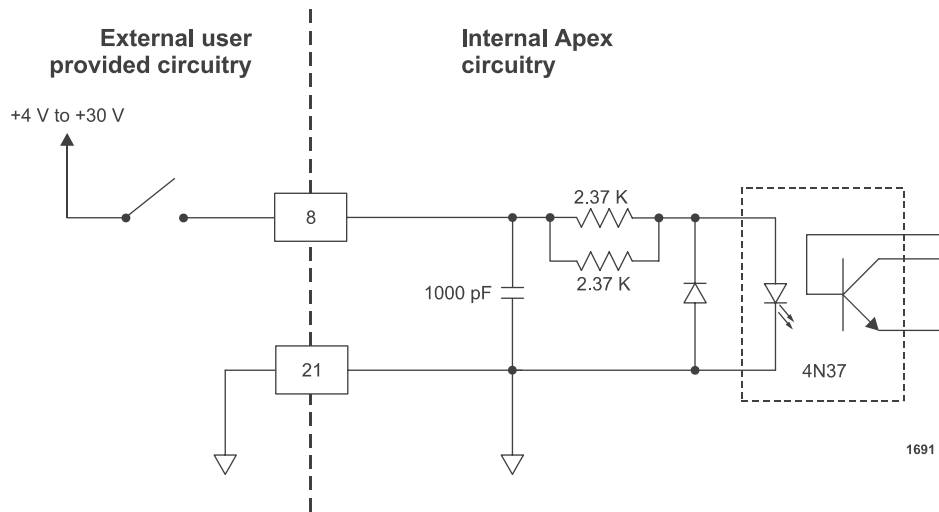 External user
provided circuitry
Internal Apex
circuitry
+4 V to +30 V
8
2.37 K
2.37 K
1000 pF
21
4N37
1691